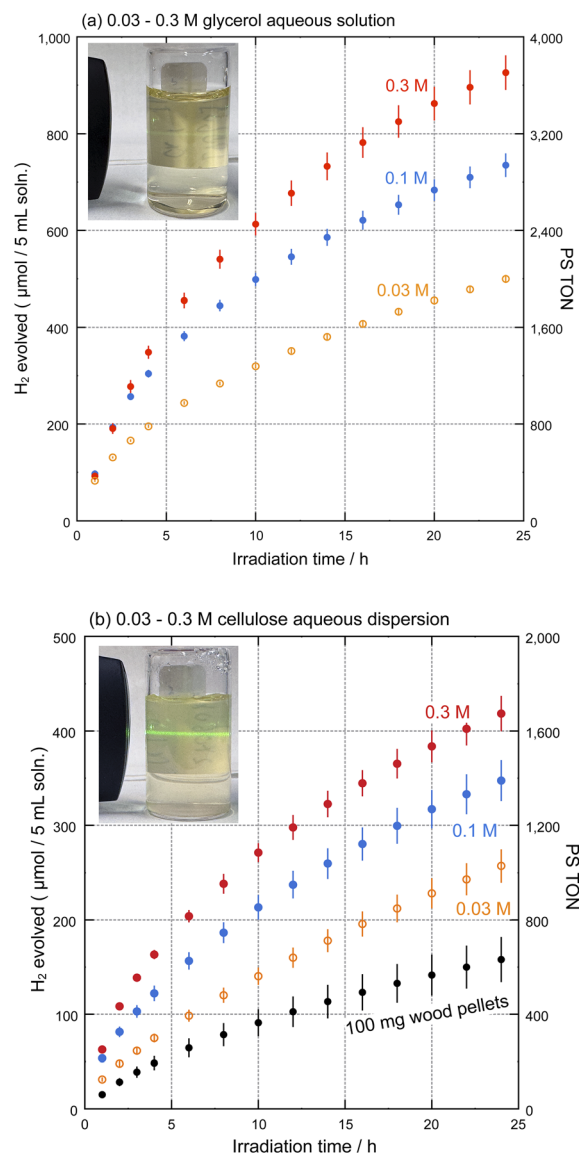 (a) 0.03 - 0.3 M glycerol aqueous solution
1,000
800
600
400
200
0
4,000
3,200
2,400
1,600
800
0
0.3 M
0.1 M
0.03 M
H₂ evolved ( μmol / 5 mL soln.)
PS TON
0 5 10 15 20 25
Irradiation time / h
(b) 0.03 - 0.3 M cellulose aqueous dispersion
500
400
300
200
100
0
2,000
1,600
1,200
800
400
0
0.3 M
0.1 M
0.03 M
100 mg wood pellets
H₂ evolved ( μmol / 5 mL soln.)
PS TON
0 5 10 15 20 25
Irradiation time / h